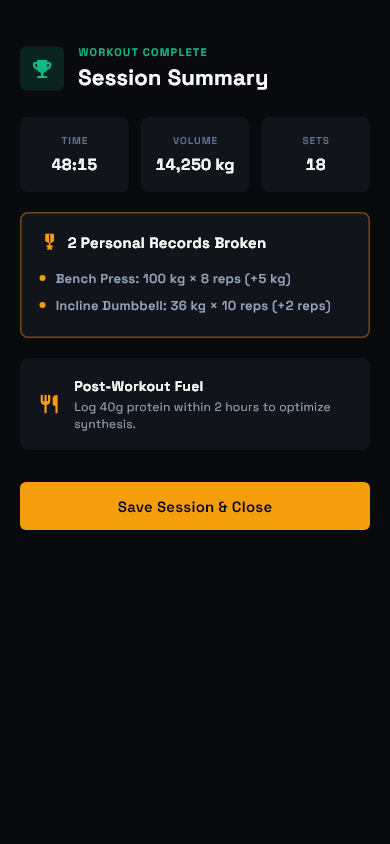 WORKOUT COMPLETE
Session Summary
TIME
48:15
VOLUME
14,250 kg
SETS
18
2 Personal Records Broken
Bench Press: 100 kg × 8 reps (+5 kg)
Incline Dumbbell: 36 kg × 10 reps (+2 reps)
Post-Workout Fuel
Log 40g protein within 2 hours to optimize
synthesis.
Save Session & Close